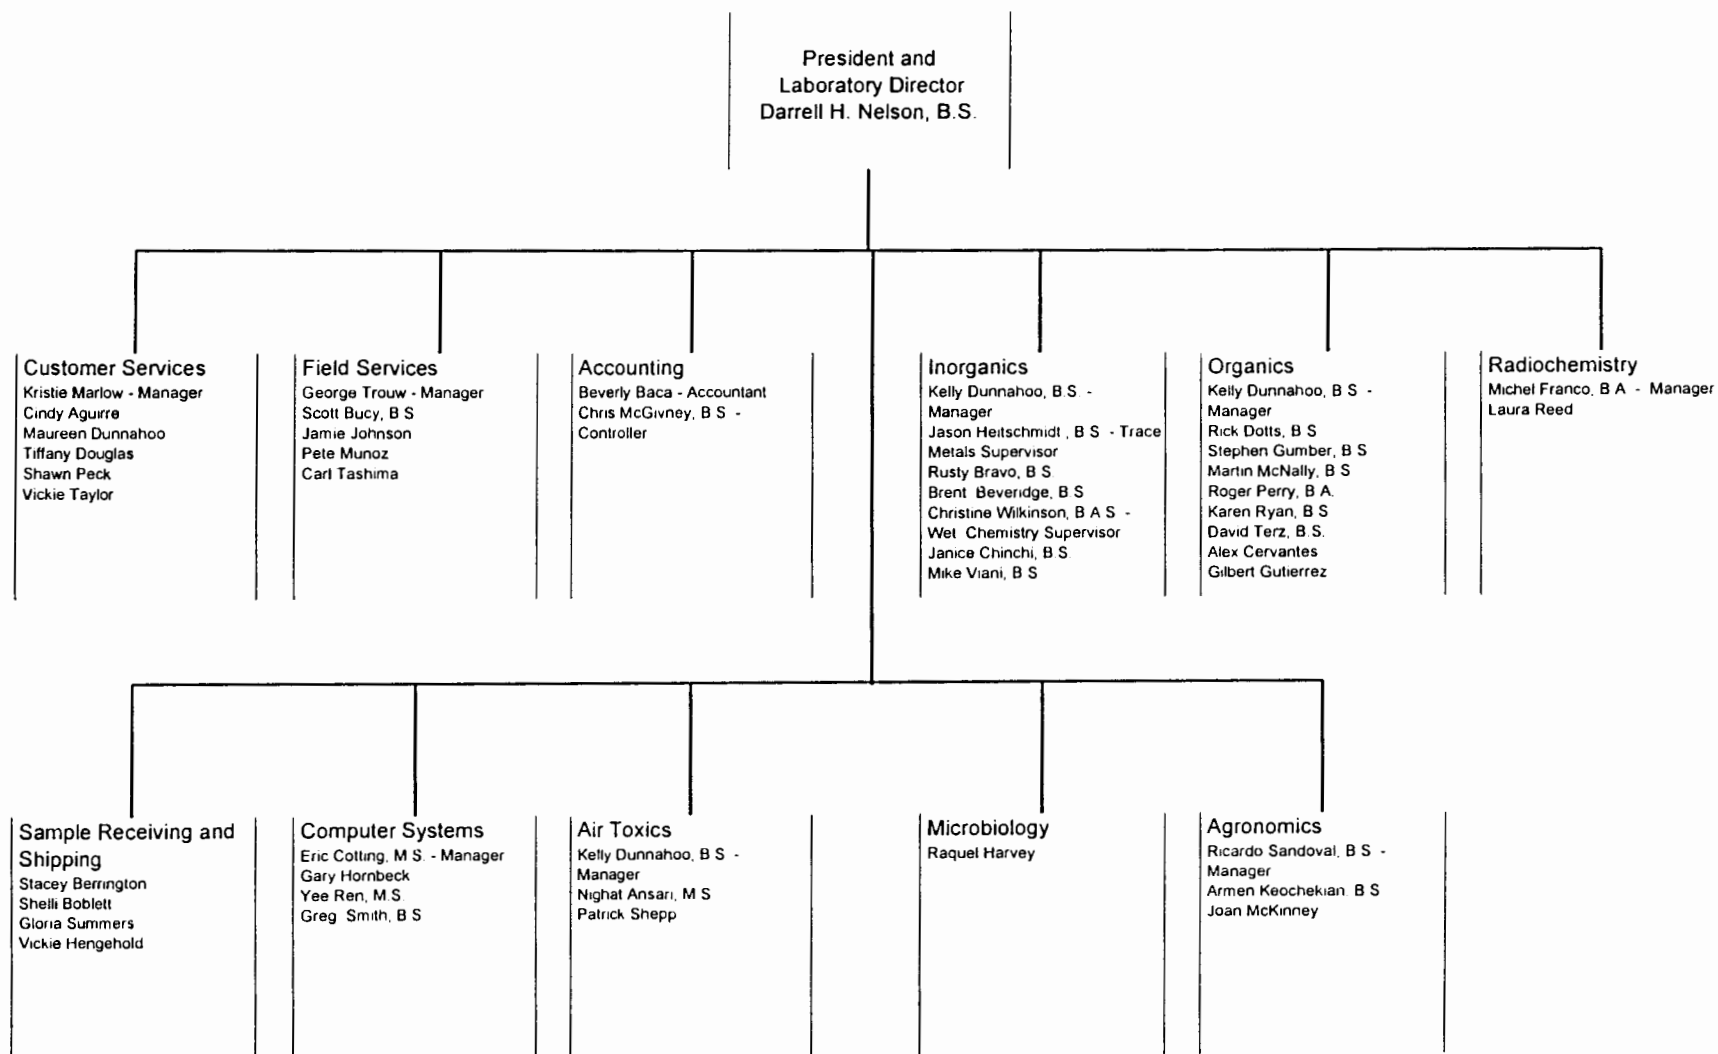 President and
Laboratory Director
Darrell H. Nelson, B.S.
Customer Services
Kristie Marlow - Manager
Cindy Aguirre
Maureen Dunnahoo
Tiffany Douglas
Shawn Peck
Vickie Taylor
Field Services
George Trouw - Manager
Scott Bucy, B S
Jamie Johnson
Pete Munoz
Carl Tashima
Accounting
Beverly Baca - Accountant
Chris McGivney, B S -
Controller
Inorganics
Kelly Dunnahoo, B.S. -
Manager
Jason Heitschmidt , B S - Trace
Metals Supervisor
Rusty Bravo, B S.
Brent Beveridge, B S
Christine Wilkinson, B A S -
Wet Chemistry Supervisor
Janice Chinchi, B S.
Mike Viani, B S
Organics
Kelly Dunnahoo, B S -
Manager
Rick Dotts, B S
Stephen Gumber, B S
Martin McNally, B S
Roger Perry, B A.
Karen Ryan, B S
David Terz, B.S.
Alex Cervantes
Gilbert Gutierrez
Radiochemistry
Michel Franco, B A - Manager
Laura Reed
Sample Receiving and
Shipping
Stacey Berrington
Shelli Boblett
Gloria Summers
Vickie Hengehold
Computer Systems
Eric Cotting, M S. - Manager
Gary Hornbeck
Yee Ren, M.S.
Greg Smith, B S
Air Toxics
Kelly Dunnahoo, B S -
Manager
Nighat Ansari, M S
Patrick Shepp
Microbiology
Raquel Harvey
Agronomics
Ricardo Sandoval, B S -
Manager
Armen Keochekian, B S
Joan McKinney